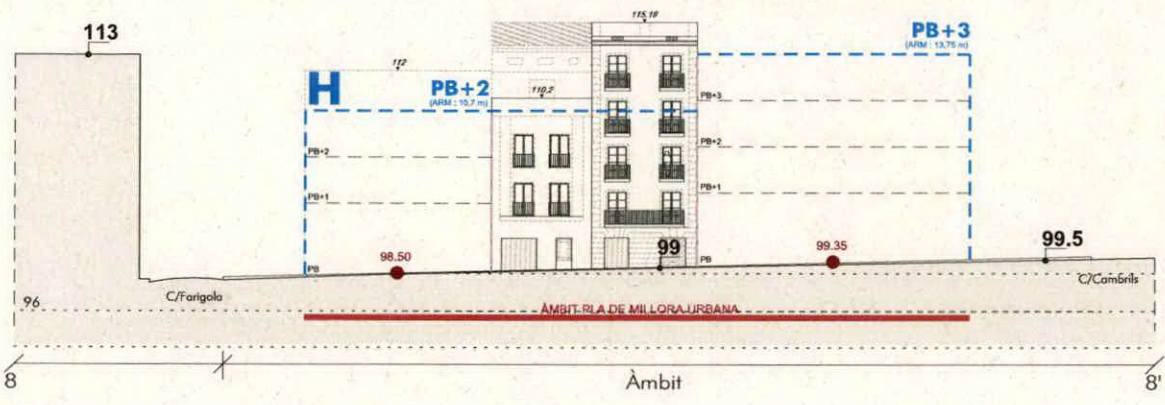 115,18
113
PB+3
(ARM : 13,75 m)
112
H
PB+2
(ARM : 10,7 m)
110,2
PB+3
PB+2
PB+2
PB+1
PB+1
98.50
99
99.35
99.5
PB
PB
C/Farigola
C/Cambrils
96
ÀMBIT PLA DE MILLORA URBANA
8
Àmbit
8'